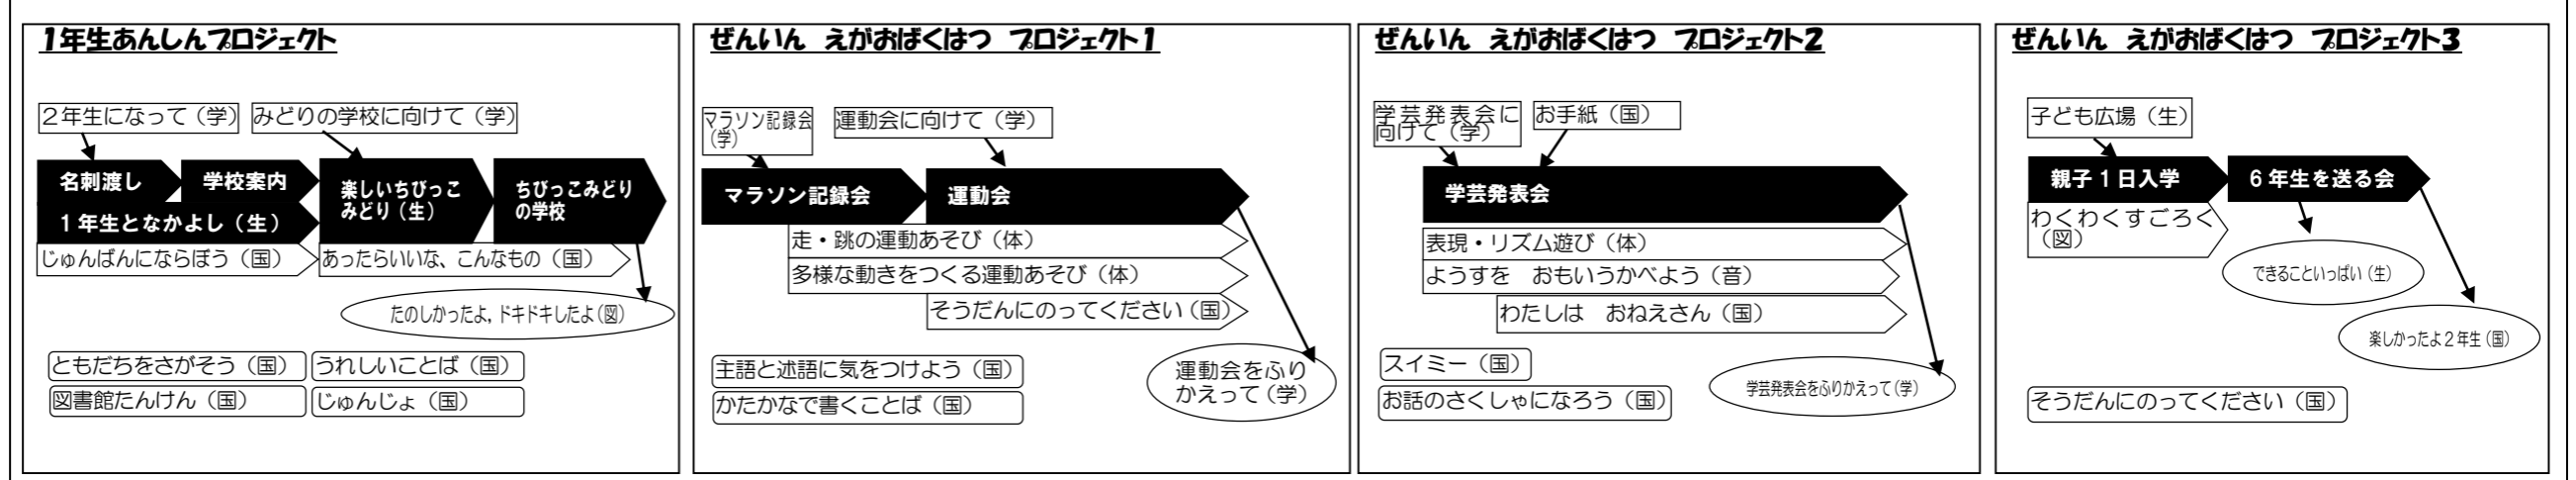 1年生あんしんプロジェクト
2年生になって（学）
みどりの学校に向けて（学）
名刺渡し
学校案内
1年生となかよし（生）
楽しいちびっこ
みどり（生）
ちびっこみどり
の学校
じゅんばんにならぼう（国）
あったらいいな、こんなもの（国）
たのしかったよ,ドキドキしたよ(図)
ともだちをさがそう（国）
うれしいことば（国）
図書館たんけん（国）
じゅんじょ（国）
ぜんいん　えがおばくはつ　プロジェクト1
マラソン記録会
（学）
運動会に向けて（学）
マラソン記録会
運動会
走・跳の運動あそび（体）
多様な動きをつくる運動あそび（体）
そうだんにのってください（国）
主語と述語に気をつけよう（国）
かたかなで書くことば（国）
運動会をふり
かえって（学）
ぜんいん　えがおばくはつ　プロジェクト2
学芸発表会に
向けて（学）
お手紙（国）
学芸発表会
表現・リズム遊び（体）
ようすを　おもいうかべよう（音）
わたしは　おねえさん（国）
スイミー（国）
お話のさくしゃになろう（国）
学芸発表会をふりかえって（学）
ぜんいん　えがおばくはつ　プロジェクト3
子ども広場（生）
親子1日入学
6年生を送る会
わくわくすごろく
（図）
できることいっぱい（生）
楽しかったよ2年生（国）
そうだんにのってください（国）